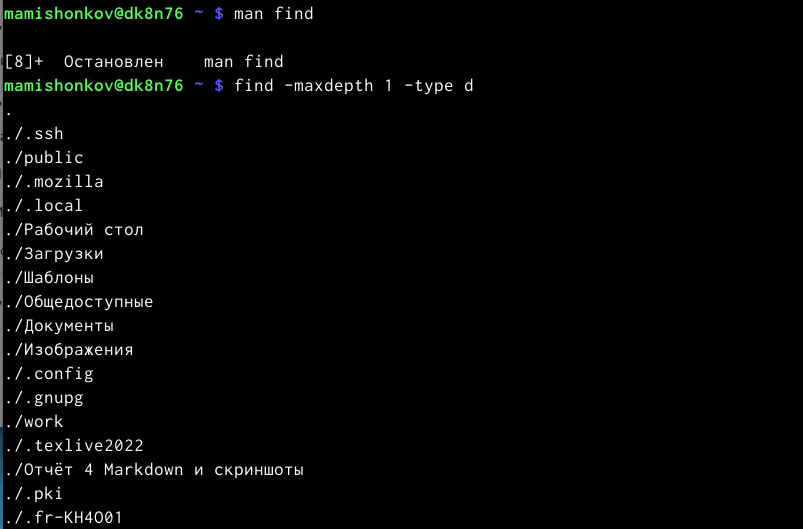 mamishonkov@dk8n76 ~ $ man find
[8]+  Остановлен    man find
mamishonkov@dk8n76 ~ $ find -maxdepth 1 -type d
.
./.ssh
./public
./.mozilla
./.local
./Рабочий стол
./Загрузки
./Шаблоны
./Общедоступные
./Документы
./Изображения
./.config
./.gnupg
./work
./.texlive2022
./Отчёт 4 Markdown и скриншоты
./.pki
./.fr-KH4O01